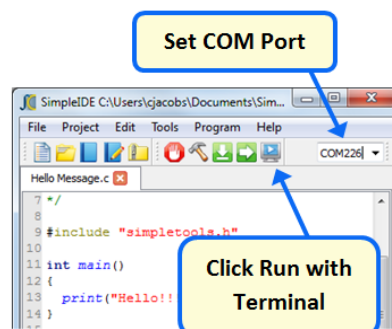 Set COM Port
SimpleIDE C:\Users\cjacobs\Documents\Sim...
File Project Edit Tools Program Help
COM226
Hello Message.c
7 */
8
9 #include "simpletools.h"
10
11 int main()
12 {
13 print("Hello!!
14 }
Click Run with
Terminal